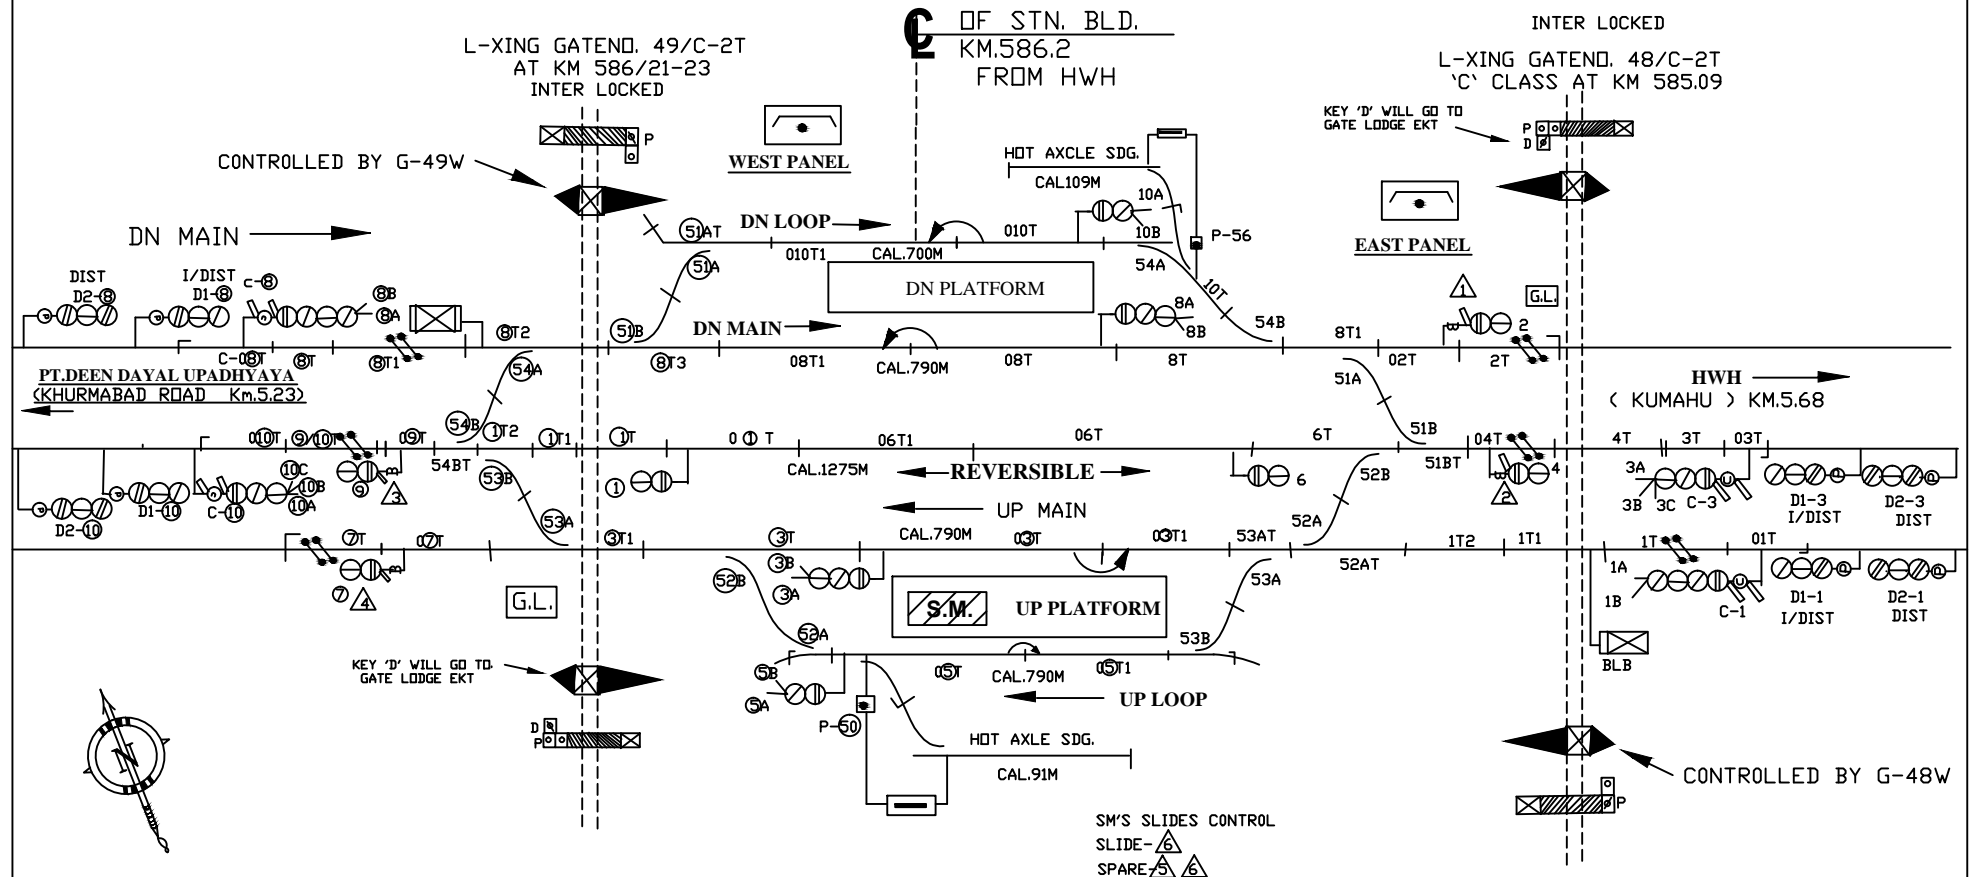 OF STN. BLD.
KM.586.2
FROM HWH
INTER LOCKED
L-XING GATENO. 49/C-2T
AT KM 586/21-23
INTER LOCKED
L-XING GATENO. 48/C-2T
'C' CLASS AT KM 585.09
KEY 'D' WILL GO TO
GATE LODGE EKT
P
D
P
CONTROLLED BY G-49W
WEST PANEL
HOT AXCLE SDG.
CAL109M
10A
10B
P-56
EAST PANEL
DN MAIN
51AT
DN LOOP
010T1
CAL.700M
010T
54A
10T
54B
51A
51B
DN PLATFORM
DIST
D2-8
I/DIST
D1-8
C-8
8B
8A
8T2
DN MAIN
8A
8B
1
G.L.
2
C-08T
8T
8T1
8T3
08T1
CAL.790M
08T
8T
8T1
02T
2T
PT.DEEN DAYAL UPADHYAYA
(KHURMABAD ROAD Km.5.23)
54A
54B
51A
51B
HWH
( KUMAHU ) KM.5.68
010T
9/10T
09T
1T2
1T1
1T
0 1 T
06T1
06T
6T
04T
4T
3T
03T
54BT
CAL.1275M
REVERSIBLE
51BT
10C
10B
10A
C-10
D1-10
D2-10
9
3
53B
53A
1
6
52B
52A
4
2
3A
3B
3C
C-3
D1-3
I/DIST
D2-3
DIST
UP MAIN
7T
07T
3T1
3T
CAL.790M
03T
03T1
53AT
52AT
1T2
1T1
1T
01T
7
4
G.L.
52B
52A
3B
3A
S.M.
UP PLATFORM
53A
53B
1A
1B
C-1
D1-1
I/DIST
D2-1
DIST
BLB
KEY 'D' WILL GO TO.
GATE LODGE EKT
D
P
5B
5A
05T
CAL.790M
05T1
UP LOOP
P-50
HOT AXLE SDG.
CAL.91M
N
CONTROLLED BY G-48W
P
SM'S SLIDES CONTROL
SLIDE-6
SPARE-5 6